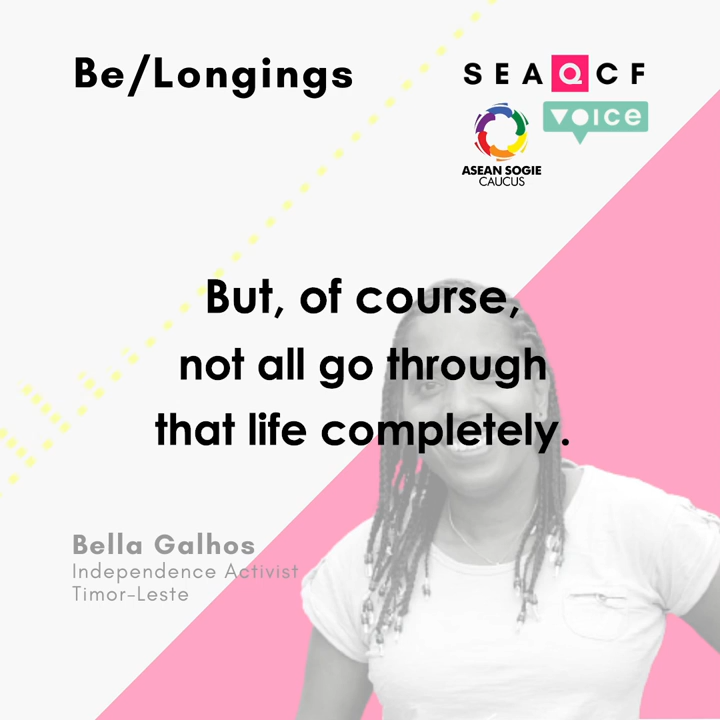 Be/Longings
SEAQCF
voice
ASEAN SOGIE
CAUCUS
But, of course,
not all go through
that life completely.
Bella Galhos
Independence Activist
Timor-Leste